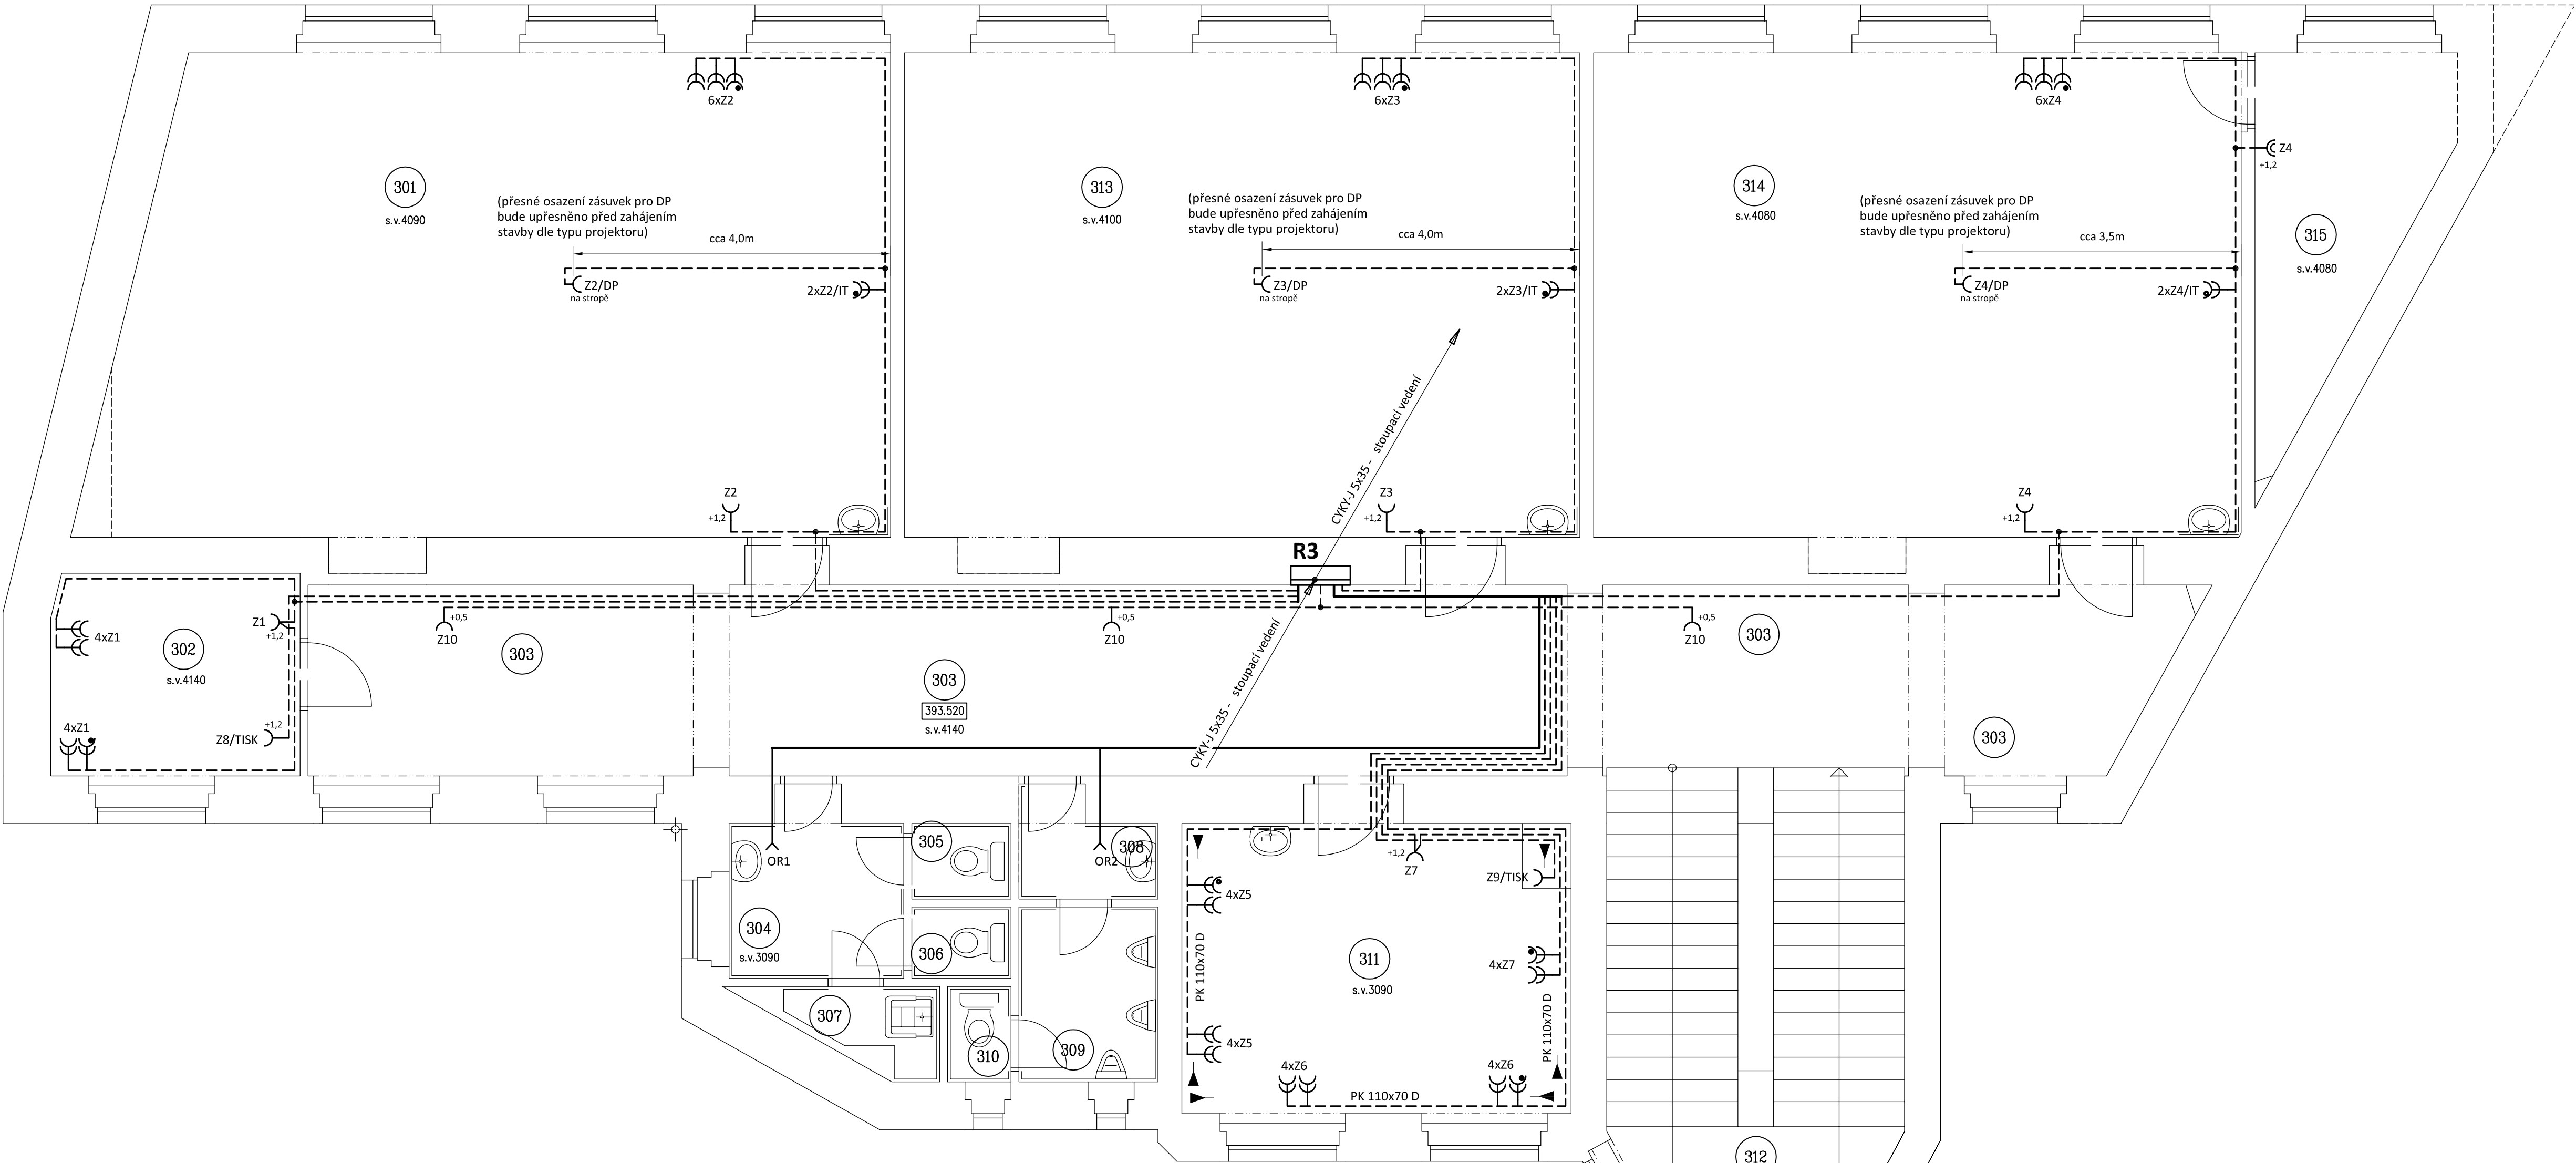 6xZ2
6xZ3
6xZ4
Z4
+1,2
301
s.v.4090
(přesné osazení zásuvek pro DP
bude upřesněno před zahájením
stavby dle typu projektoru)
cca 4,0m
Z2/DP
na stropě
2xZ2/IT
313
s.v.4100
(přesné osazení zásuvek pro DP
bude upřesněno před zahájením
stavby dle typu projektoru)
cca 4,0m
Z3/DP
na stropě
2xZ3/IT
314
s.v.4080
(přesné osazení zásuvek pro DP
bude upřesněno před zahájením
stavby dle typu projektoru)
cca 3,5m
Z4/DP
na stropě
2xZ4/IT
315
s.v.4080
CYKY-J 5x35 - stoupací vedení
Z2
+1,2
Z3
+1,2
Z4
+1,2
R3
Z1
+1,2
4xZ1
302
s.v.4140
4xZ1
+1,2
Z8/TISK
+0,5
Z10
303
+0,5
Z10
303
393.520
s.v.4140
CYKY-J 5x35 - stoupací vedení
+0,5
Z10
303
303
OR1
305
OR2
308
304
s.v.3090
306
307
310
309
+1,2
Z7
Z9/TISK
4xZ5
PK 110x70 D
311
s.v.3090
4xZ7
4xZ5
PK 110x70 D
4xZ6
4xZ6
PK 110x70 D
312